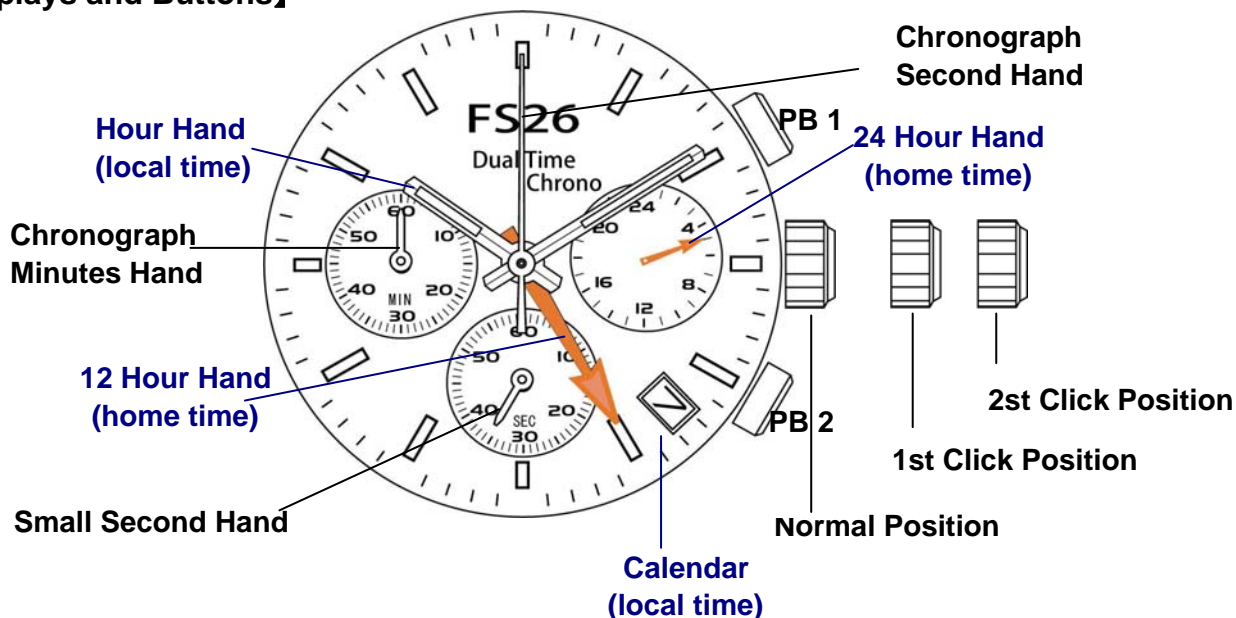 plays and Buttons】
Chronograph
Second Hand
PB 1
Hour Hand
(local time)
FS26
Dual Time
Chrono
24 Hour Hand
(home time)
Chronograph
Minutes Hand
60
50 10
40 20
MIN
30
24
20 4
16 8
12
12 Hour Hand
(home time)
60
50 10
40 20
SEC
30
PB 2
2st Click Position
1st Click Position
Small Second Hand
Normal Position
Calendar
(local time)